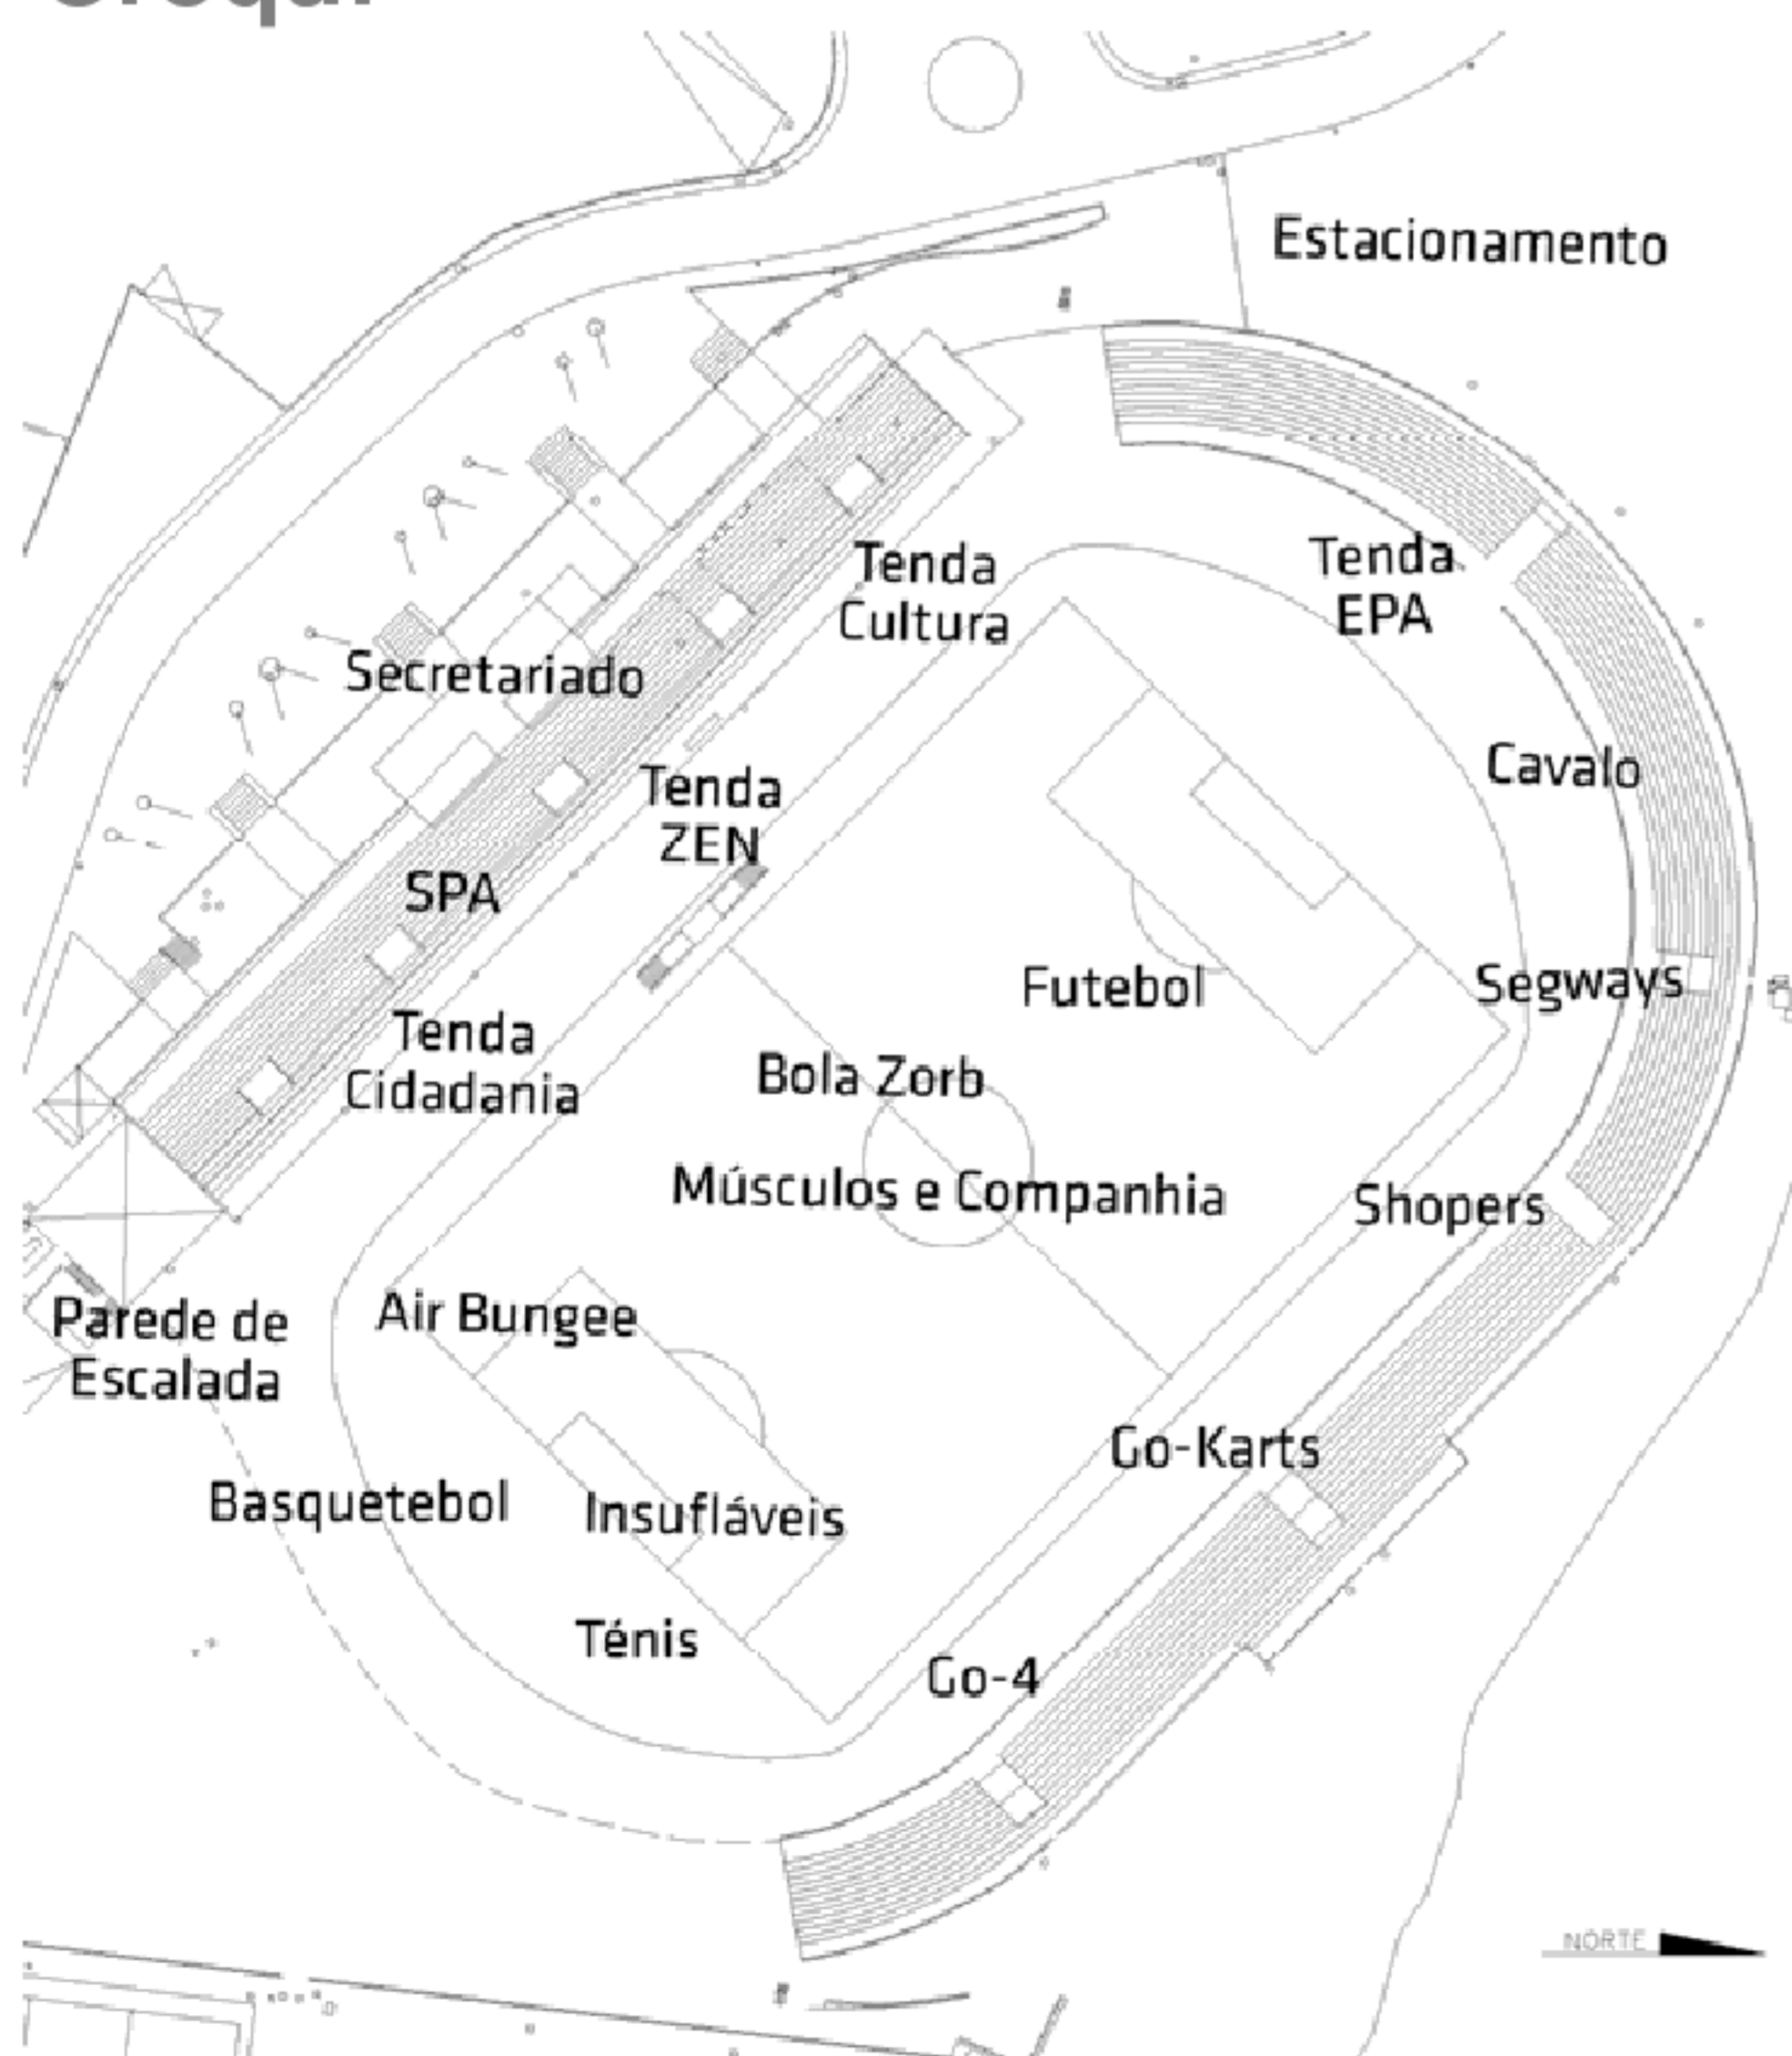 Croqui
Estacionamento
Tenda
EPA
Tenda
Cultura
Secretariado
Cavalo
Tenda
ZEN
SPA
Segways
Futebol
Tenda
Cidadania
Bola Zorb
Músculos e Companhia
Shopers
Air Bungee
Parede de
Escalada
Go-Karts
Basquetebol
Insufláveis
Ténis
Go-4
NORTE